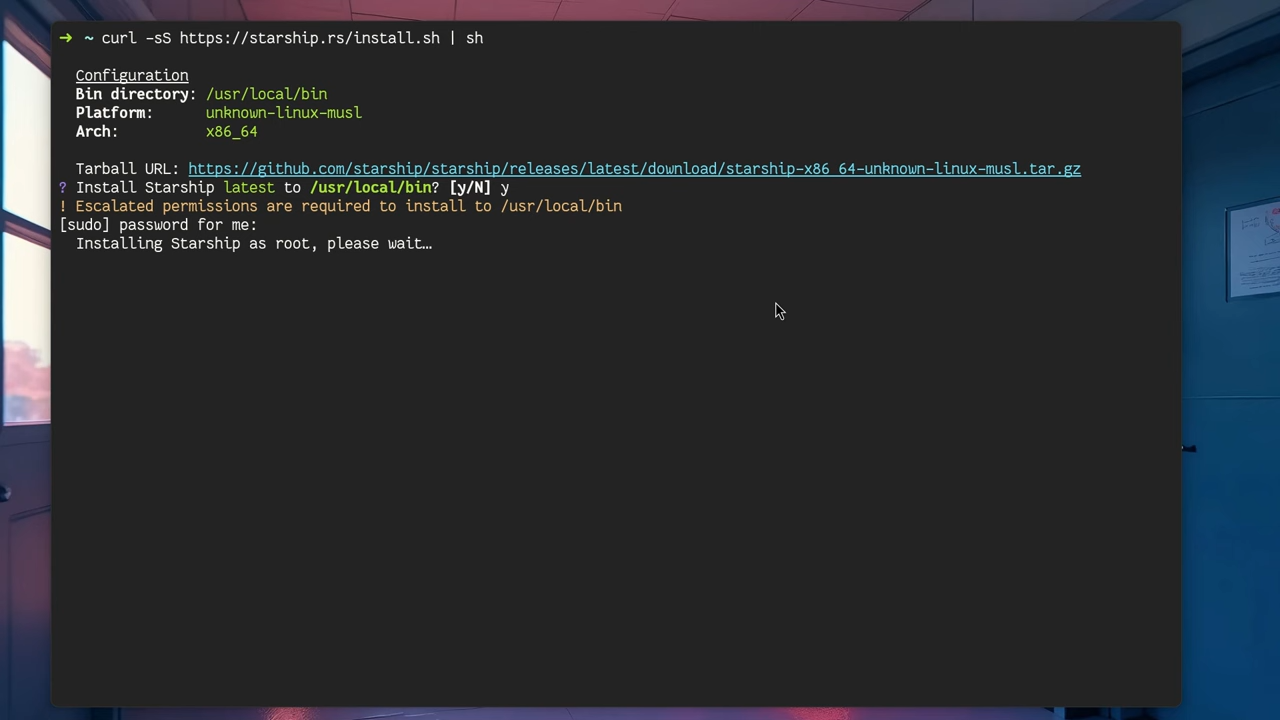 ➜ ~ curl -sS https://starship.rs/install.sh | sh
Configuration
Bin directory: /usr/local/bin
Platform: unknown-linux-musl
Arch: x86_64
Tarball URL: https://github.com/starship/starship/releases/latest/download/starship-x86_64-unknown-linux-musl.tar.gz
? Install Starship latest to /usr/local/bin? [y/N] y
! Escalated permissions are required to install to /usr/local/bin
[sudo] password for me:
Installing Starship as root, please wait…